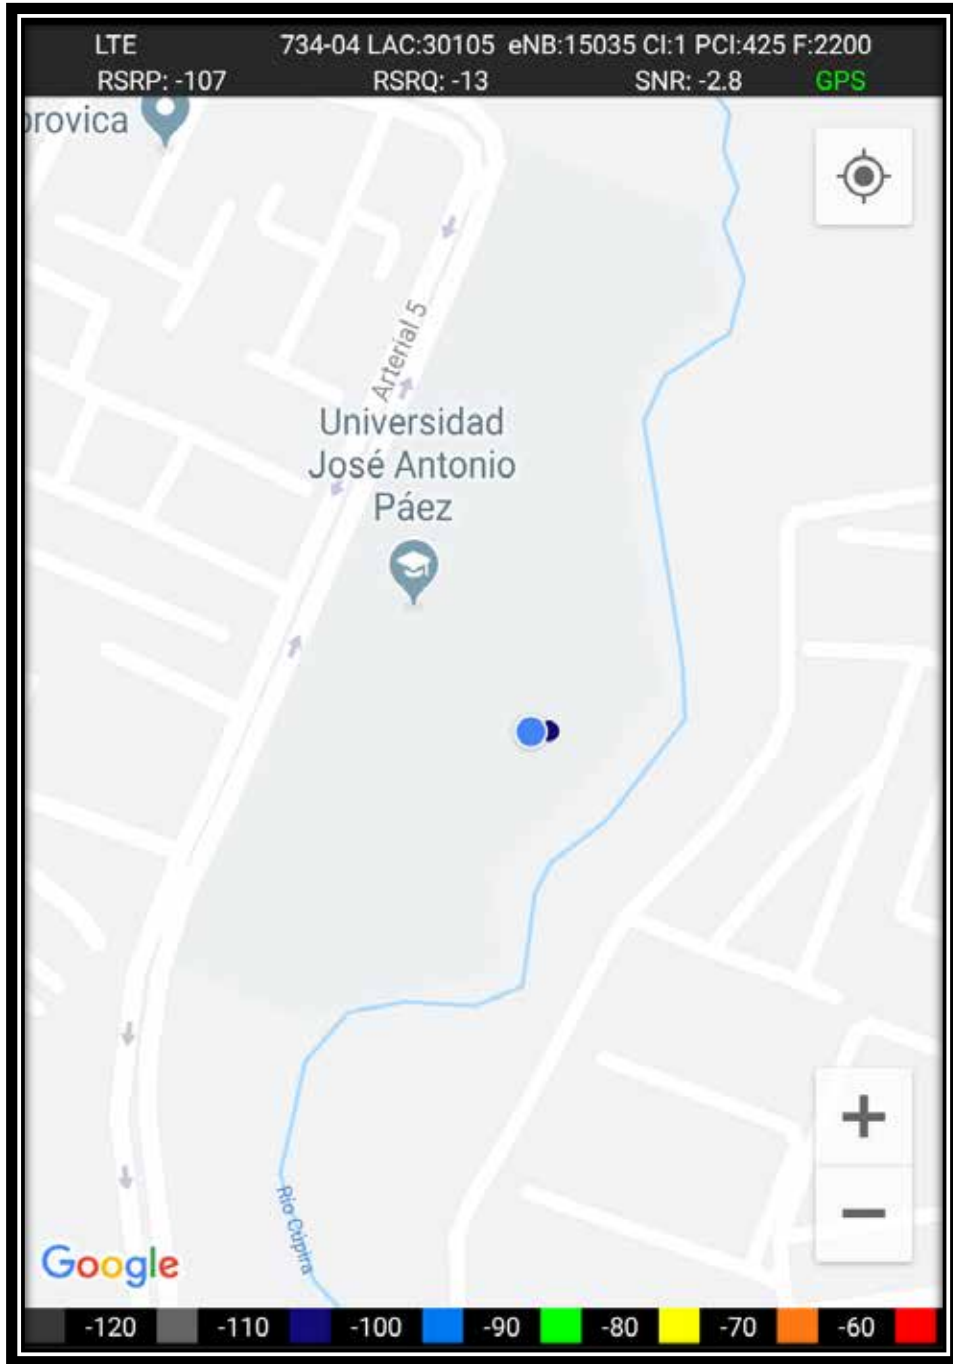 LTE 734-04 LAC:30105 eNB:15035 CI:1 PCI:425 F:2200
RSRP: -107 RSRQ: -13 SNR: -2.8 GPS
provica
Arterial 5
Universidad
José Antonio
Páez
Río Cúpira
Google
-120 -110 -100 -90 -80 -70 -60